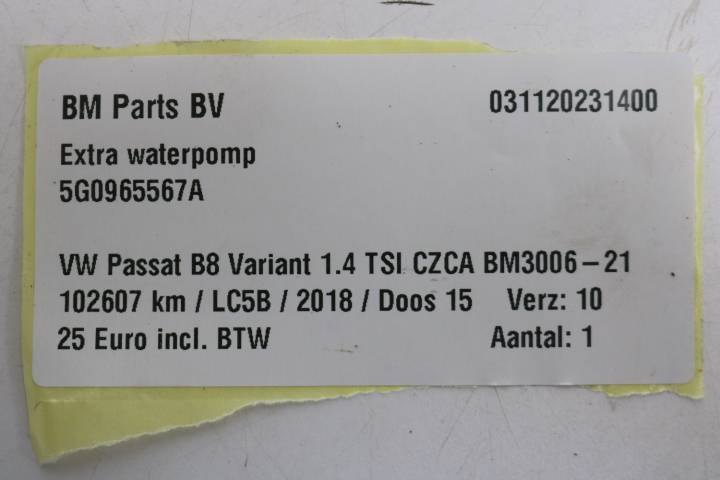 BM Parts BV 031120231400
Extra waterpomp
5G0965567A
VW Passat B8 Variant 1.4 TSI CZCA BM3006-21
102607 km / LC5B / 2018 / Doos 15 Verz: 10
25 Euro incl. BTW Aantal: 1